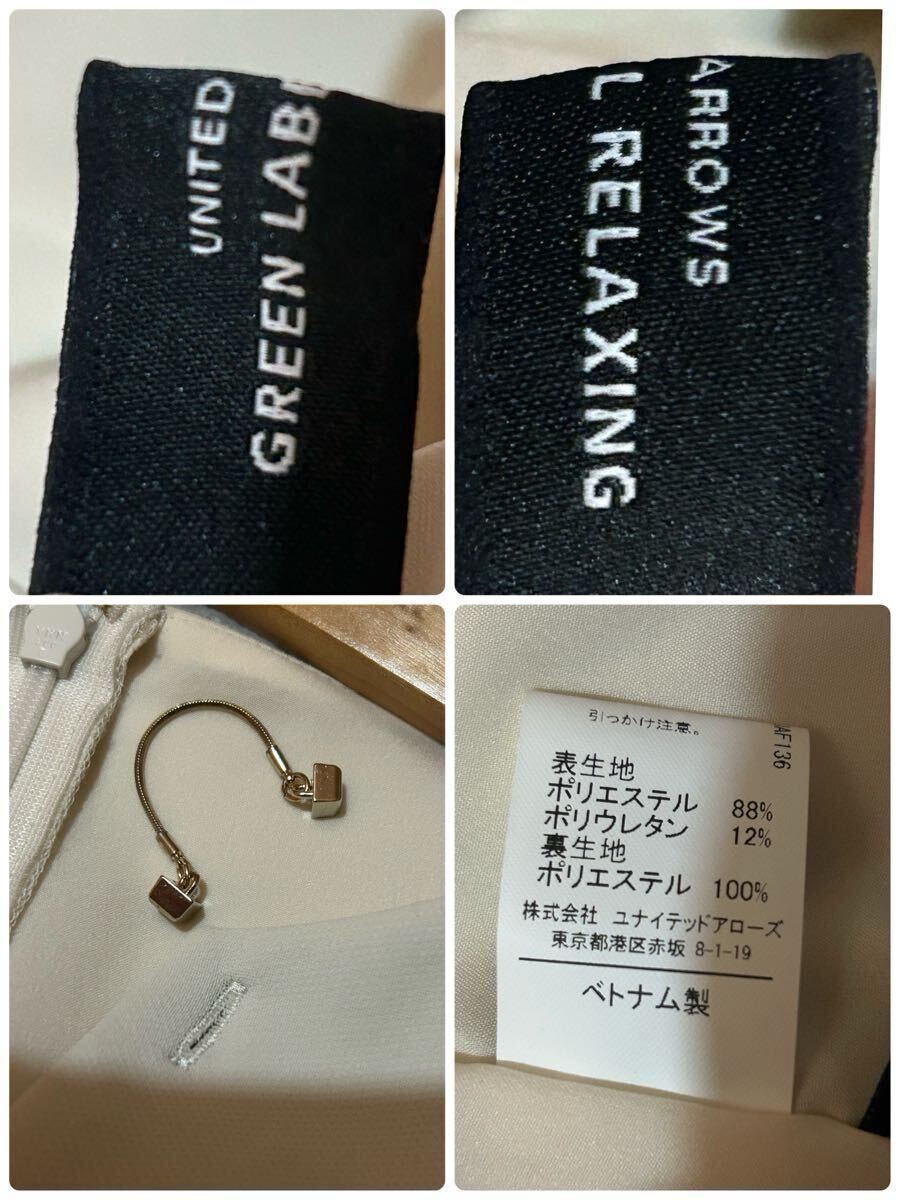 UNITED
GREEN LAB
ARROWS
L RELAXING
引っかけ注意。
AF136
表生地
ポリエステル 88%
ポリウレタン 12%
裏生地
ポリエステル 100%
株式会社 ユナイテッドアローズ
東京都港区赤坂 8-1-19
ベトナム製